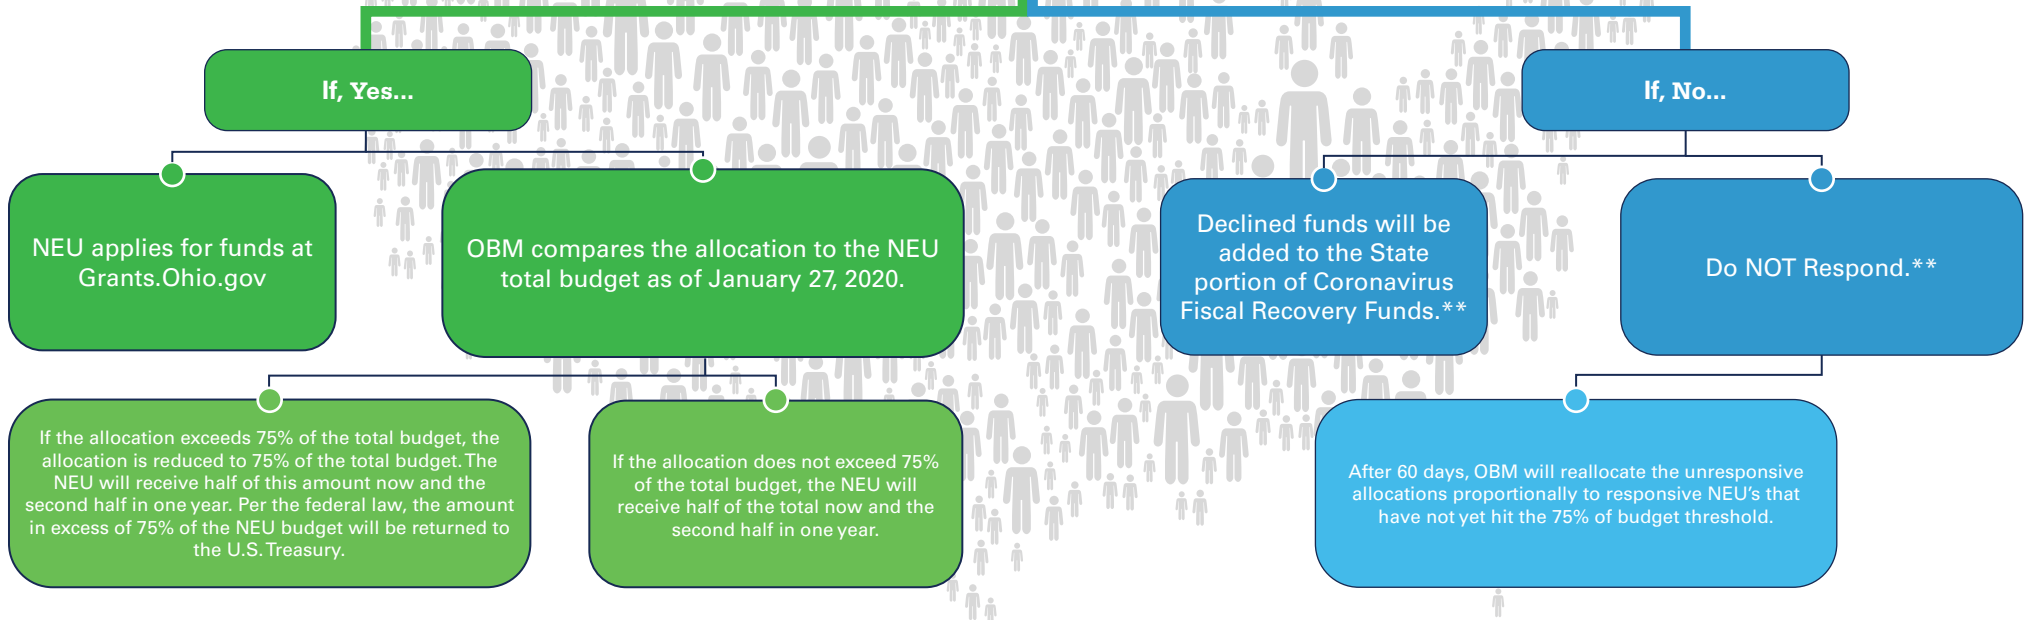 If, Yes...
If, No...
NEU applies for funds at
Grants.Ohio.gov
OBM compares the allocation to the NEU
total budget as of January 27, 2020.
Declined funds will be
added to the State
portion of Coronavirus
Fiscal Recovery Funds.**
Do NOT Respond.**
If the allocation exceeds 75% of the total budget, the
allocation is reduced to 75% of the total budget. The
NEU will receive half of this amount now and the
second half in one year. Per the federal law, the amount
in excess of 75% of the NEU budget will be returned to
the U.S. Treasury.
If the allocation does not exceed 75%
of the total budget, the NEU will
receive half of the total now and the
second half in one year.
After 60 days, OBM will reallocate the unresponsive
allocations proportionally to responsive NEU's that
have not yet hit the 75% of budget threshold.